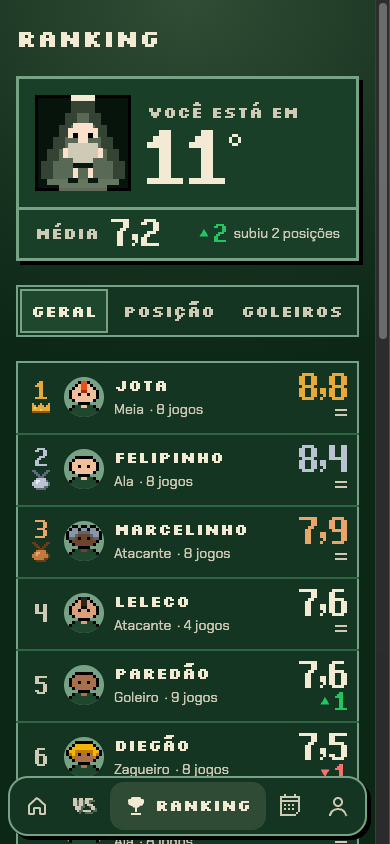 RANKING
VOCÊ ESTÁ EM
11°
MÉDIA 7,2 ▲2 subiu 2 posições
GERAL POSIÇÃO GOLEIROS
1 JOTA 8,8
Meia · 8 jogos =
2 FELIPINHO 8,4
Ala · 8 jogos =
3 MARCELINHO 7,9
Atacante · 8 jogos =
4 LELECO 7,6
Atacante · 4 jogos =
5 PAREDÃO 7,6
Goleiro · 9 jogos ▲1
6 DIEGÃO 7,5
Zagueiro · 8 jogos ▼1
VS RANKING
Ala · 8 jogos